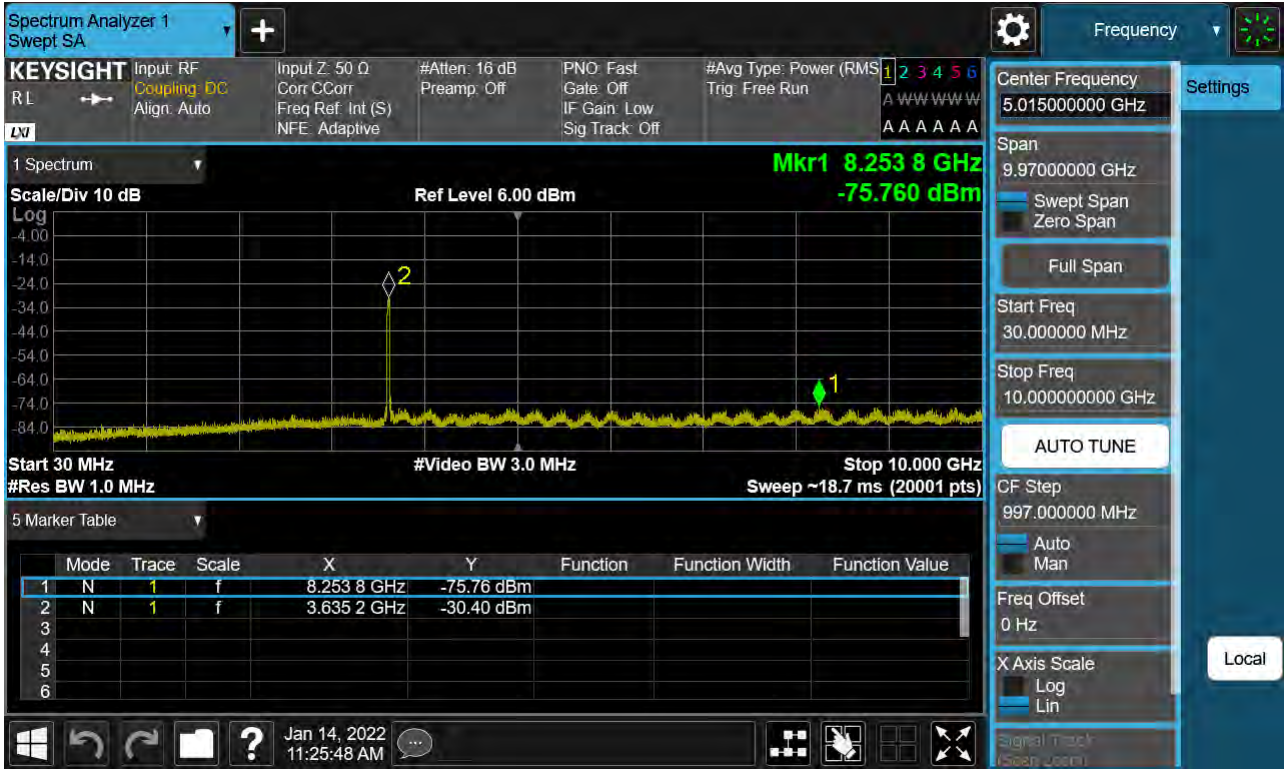 Spectrum Analyzer 1
Swept SA
Frequency
KEYSIGHT
RL
LXI
Input: RF
Coupling: DC
Align: Auto
Input Z: 50 Ω
Corr CCorr
Freq Ref: Int (S)
NFE: Adaptive
#Atten: 16 dB
Preamp: Off
PNO: Fast
Gate: Off
IF Gain: Low
Sig Track: Off
#Avg Type: Power (RMS
Trig: Free Run
1 2 3 4 5 6
A W W W W W
A A A A A A
1 Spectrum
Mkr1 8.253 8 GHz
-75.760 dBm
Scale/Div 10 dB
Ref Level 6.00 dBm
Log
-4.00
-14.0
-24.0
-34.0
-44.0
-54.0
-64.0
-74.0
-84.0
2
1
Start 30 MHz
#Video BW 3.0 MHz
Stop 10.000 GHz
#Res BW 1.0 MHz
Sweep ~18.7 ms (20001 pts)
5 Marker Table
Mode Trace Scale X Y Function Function Width Function Value
1 N 1 f 8.253 8 GHz -75.76 dBm
2 N 1 f 3.635 2 GHz -30.40 dBm
3
4
5
6
Center Frequency
5.015000000 GHz
Settings
Span
9.97000000 GHz
Swept Span
Zero Span
Full Span
Start Freq
30.000000 MHz
Stop Freq
10.000000000 GHz
AUTO TUNE
CF Step
997.000000 MHz
Auto
Man
Freq Offset
0 Hz
X Axis Scale
Log
Lin
Local
Signal Track
(Span Zoom)
?
Jan 14, 2022
11:25:48 AM